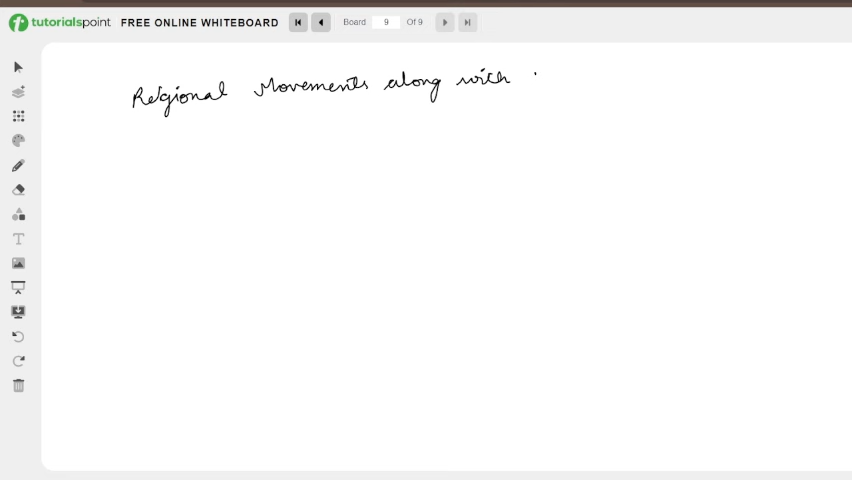 tutorialspoint FREE ONLINE WHITEBOARD Board 9 Of 9
Regional Movements along with